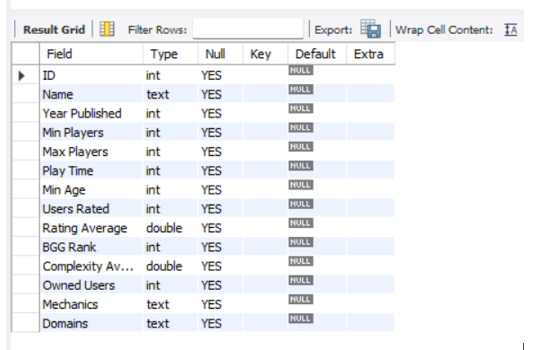 Result Grid Filter Rows: Export: Wrap Cell Content: IA
Field Type Null Key Default Extra
ID int YES NULL
Name text YES NULL
Year Published int YES NULL
Min Players int YES NULL
Max Players int YES NULL
Play Time int YES NULL
Min Age int YES NULL
Users Rated int YES NULL
Rating Average double YES NULL
BGG Rank int YES NULL
Complexity Av... double YES NULL
Owned Users int YES NULL
Mechanics text YES NULL
Domains text YES NULL